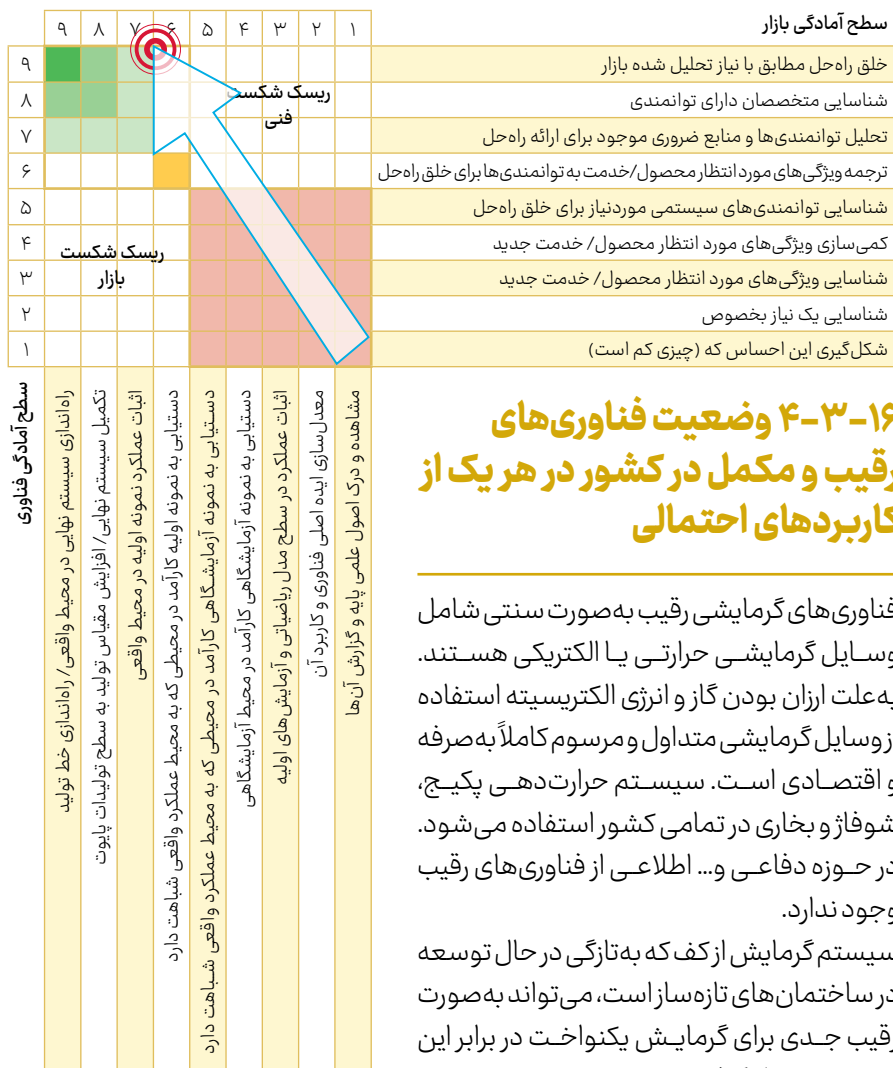 سطح آمادگی بازار
۱ ۲ ۳ ۴ ۵ ۶ ۷ ۸ ۹
خلق راه‌حل مطابق با نیاز تحلیل شده بازار ۹
شناسایی متخصصان دارای توانمندی ۸
تحلیل توانمندی‌ها و منابع ضروری موجود برای ارائه راه‌حل ۷
ترجمه ویژگی‌های مورد انتظار محصول/خدمت به توانمندی‌ها برای خلق راه‌حل ۶
شناسایی توانمندی‌های سیستمی موردنیاز برای خلق راه‌حل ۵
کمی‌سازی ویژگی‌های مورد انتظار محصول/ خدمت جدید ۴
شناسایی ویژگی‌های مورد انتظار محصول/ خدمت جدید ۳
شناسایی یک نیاز بخصوص ۲
شکل‌گیری این احساس که (چیزی کم است) ۱
ریسک شکست
فنی
ریسک شکست
بازار
مشاهده و درک اصول علمی پایه و گزارش آن‌ها
معدل‌سازی ایده اصلی فناوری و کاربرد آن
اثبات عملکرد در سطح مدل ریاضیاتی و آزمایش‌های اولیه
دستیابی به نمونه آزمایشگاهی کارآمد در محیط آزمایشگاهی
دستیابی به نمونه آزمایشگاهی کارآمد در محیطی که به محیط عملکرد واقعی شباهت دارد
دستیابی به نمونه اولیه کارآمد در محیطی که به محیط عملکرد واقعی شباهت دارد
اثبات عملکرد نمونه اولیه در محیط واقعی
تکمیل سیستم نهایی/ افزایش مقیاس تولید به سطح تولیدات پایوت
راه‌اندازی سیستم نهایی در محیط واقعی/ راه‌اندازی خط تولید
سطح آمادگی فناوری
۴-۳-۱۶ وضعیت فناوری‌های
رقیب و مکمل در کشور در هر یک از
کاربردهای احتمالی
فناوری‌های گرمایشی رقیب به‌صورت سنتی شامل
وسایل گرمایشی حرارتی یا الکتریکی هستند.
به‌علت ارزان بودن گاز و انرژی الکتریسیته استفاده
از وسایل گرمایشی متداول و مرسوم کاملاً به‌صرفه
و اقتصادی است. سیستم حرارت‌دهی پکیج،
شوفاژ و بخاری در تمامی کشور استفاده می‌شود.
در حوزه دفاعی و... اطلاعی از فناوری‌های رقیب
وجود ندارد.
سیستم گرمایش از کف که به‌تازگی در حال توسعه
در ساختمان‌های تازه‌ساز است، می‌تواند به‌صورت
رقیب جدی برای گرمایش یکنواخت در برابر این